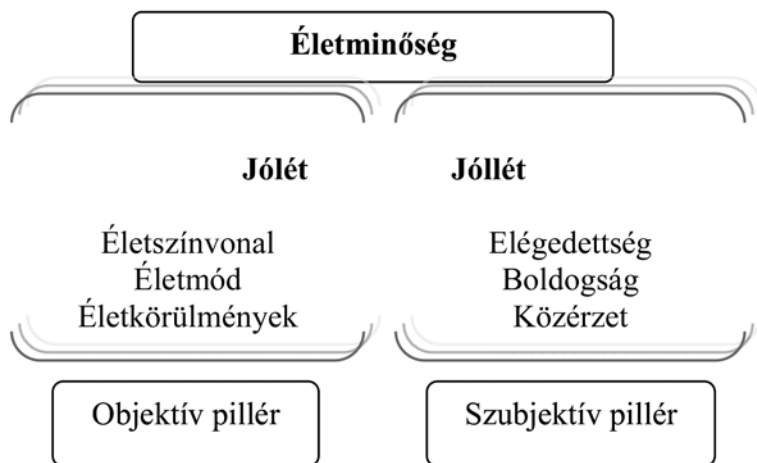 Életminőség
Jólét
Jóllét
Életszínvonal
Életmód
Életkörülmények
Elégedettség
Boldogság
Közérzet
Objektív pillér
Szubjektív pillér